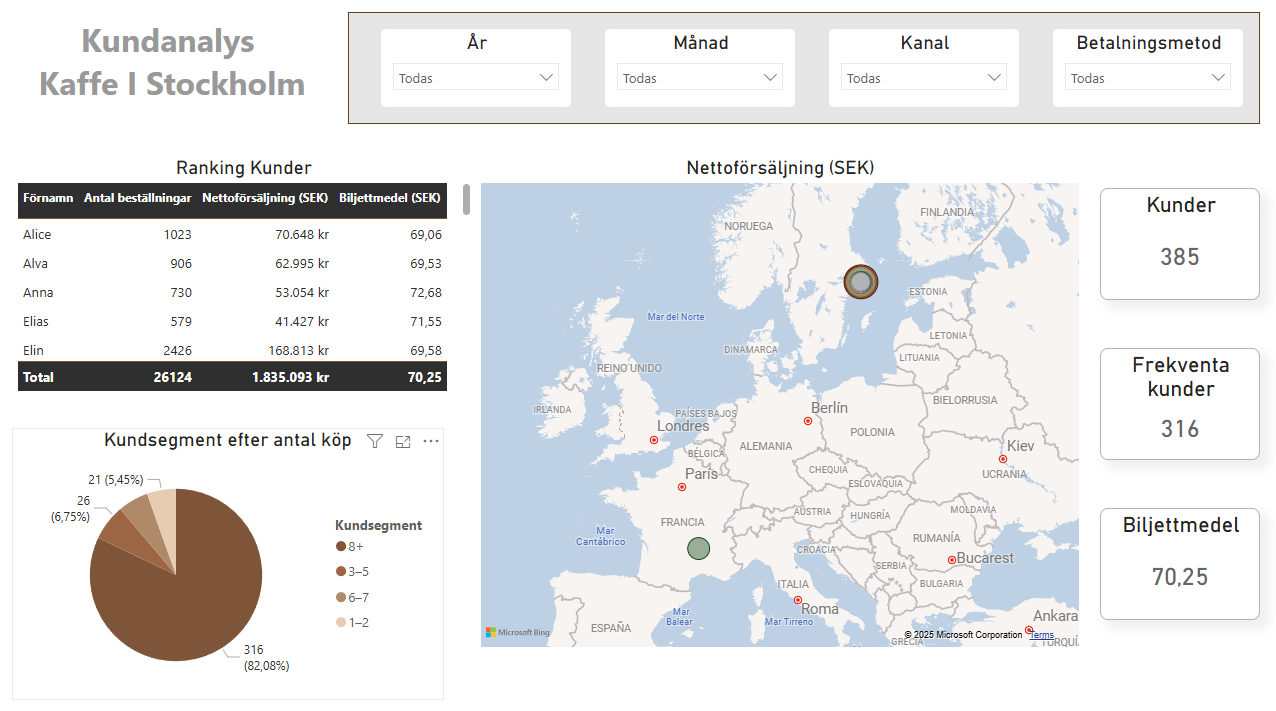 Kundanalys
Kaffe I Stockholm
År
Månad
Kanal
Betalningsmetod
Todas
Todas
Todas
Todas
Ranking Kunder
Förnamn Antal beställningar Nettoförsäljning (SEK) Biljettmedel (SEK)
Alice 1023 70.648 kr 69,06
Alva 906 62.995 kr 69,53
Anna 730 53.054 kr 72,68
Elias 579 41.427 kr 71,55
Elin 2426 168.813 kr 69,58
Total 26124 1.835.093 kr 70,25
Kundsegment efter antal köp
21 (5,45%)
26
(6,75%)
316
(82,08%)
Kundsegment
8+
3–5
6–7
1–2
Nettoförsäljning (SEK)
FINLANDIA
NORUEGA
ESTONIA
Mar del Norte
LETONIA
DINAMARCA
LITUANIA
REINO UNIDO
BIELORRUSIA
IRLANDA
PAÍSES BAJOS
Berlín
Londres
POLONIA
ALEMANIA
Kiev
BÉLGICA
CHEQUIA
UCRANIA
París
ESLOVAQUIA
AUSTRIA
HUNGRÍA
MOLDAVIA
FRANCIA
Mar
Cantábrico
RUMANÍA
CROACIA
Bucarest
SERBIA
ITALIA
BULGARIA
Roma
Mar
Balear
Mar Tirreno
ESPAÑA
Ankara
GRECIA
TURQUÍ
Microsoft Bing
© 2025 Microsoft Corporation Terms
Kunder
385
Frekventa
kunder
316
Biljettmedel
70,25